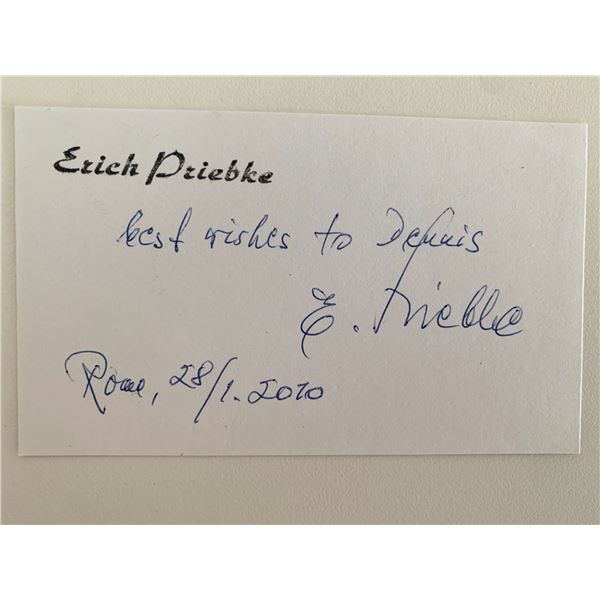 Erich Priebke
best wishes to Dennis
E. Priebke
Rome, 28/1.2010